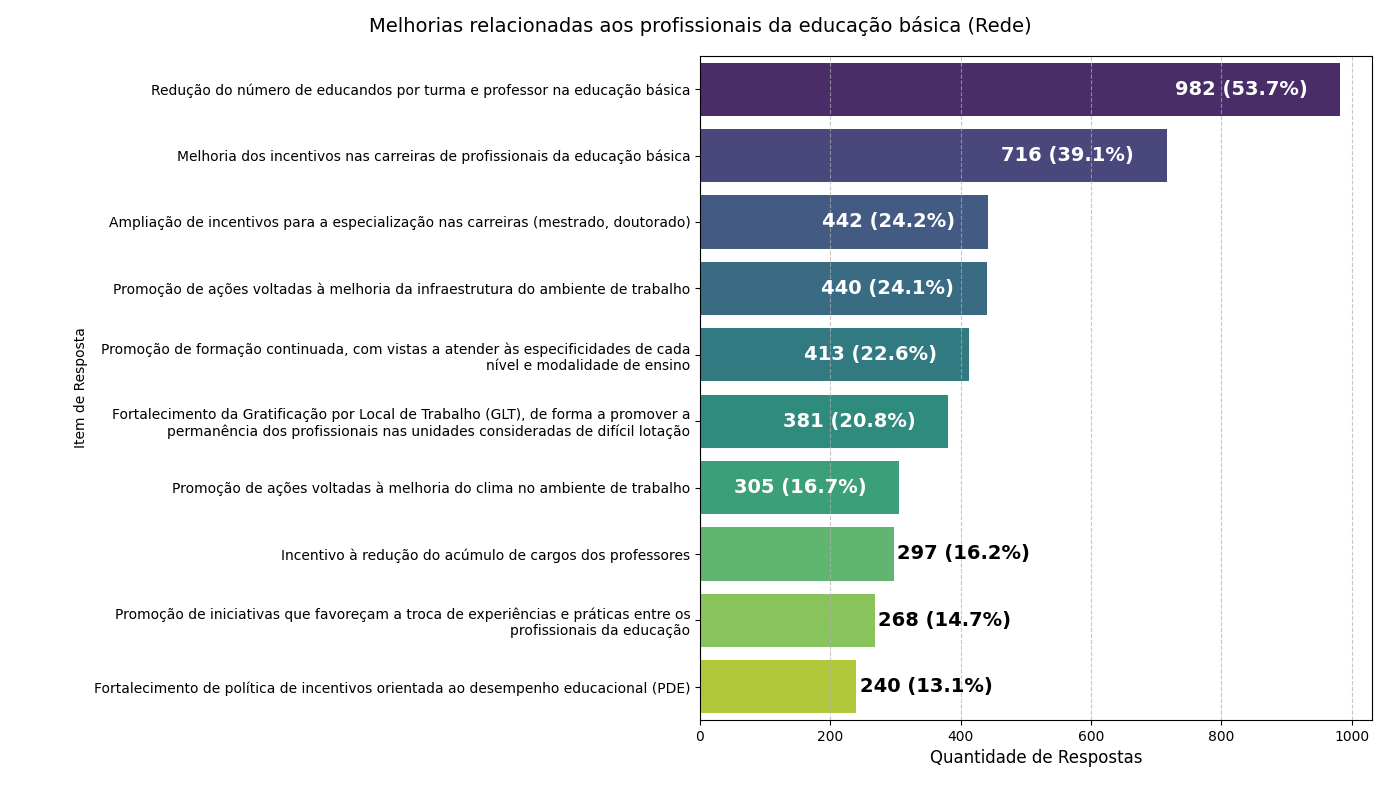 Melhorias relacionadas aos profissionais da educação básica (Rede)
Redução do número de educandos por turma e professor na educação básica
982 (53.7%)
Melhoria dos incentivos nas carreiras de profissionais da educação básica
716 (39.1%)
Ampliação de incentivos para a especialização nas carreiras (mestrado, doutorado)
442 (24.2%)
Promoção de ações voltadas à melhoria da infraestrutura do ambiente de trabalho
440 (24.1%)
Promoção de formação continuada, com vistas a atender às especificidades de cada
nível e modalidade de ensino
413 (22.6%)
Fortalecimento da Gratificação por Local de Trabalho (GLT), de forma a promover a
permanência dos profissionais nas unidades consideradas de difícil lotação
381 (20.8%)
Promoção de ações voltadas à melhoria do clima no ambiente de trabalho
305 (16.7%)
Incentivo à redução do acúmulo de cargos dos professores
297 (16.2%)
Promoção de iniciativas que favoreçam a troca de experiências e práticas entre os
profissionais da educação
268 (14.7%)
Fortalecimento de política de incentivos orientada ao desempenho educacional (PDE)
240 (13.1%)
Item de Resposta
0 200 400 600 800 1000
Quantidade de Respostas